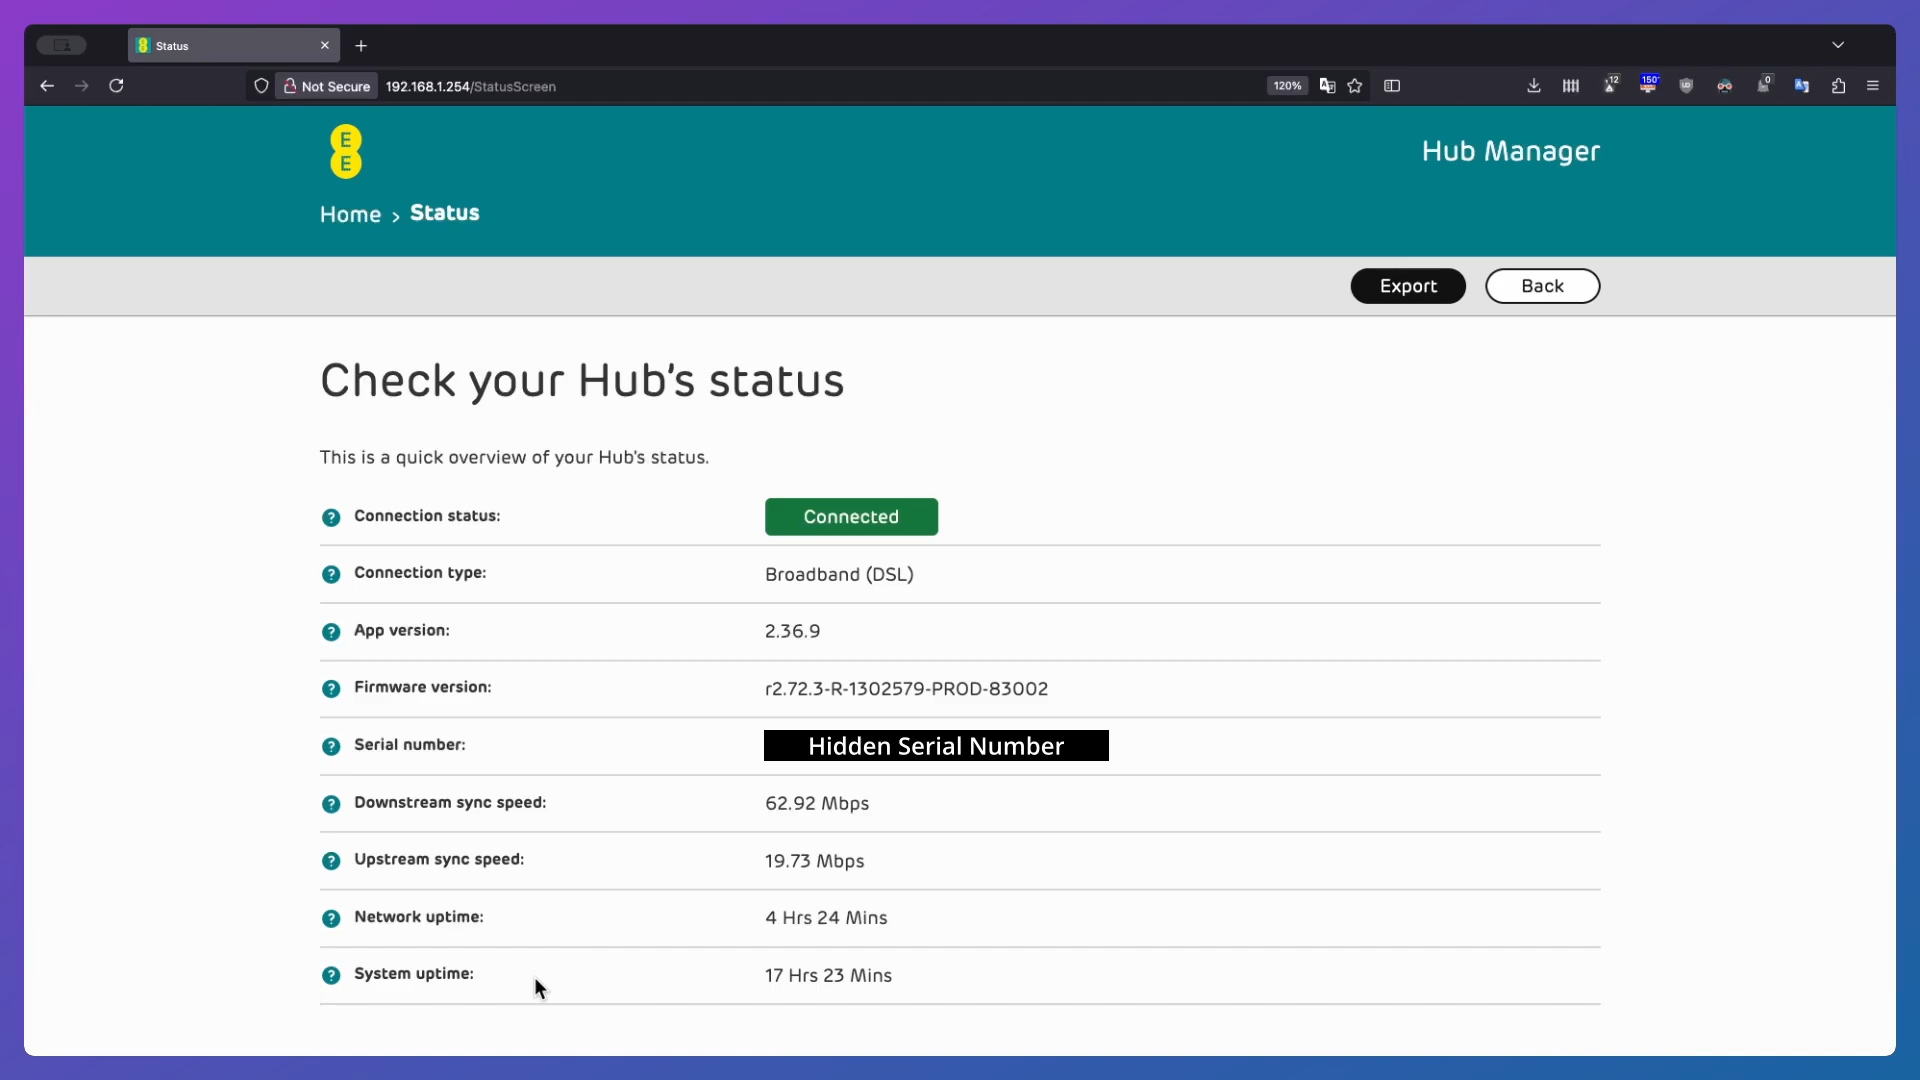 Status
Not Secure 192.168.1.254/StatusScreen 120% 12 150 0
E
E
Hub Manager
Home > Status
Export Back
Check your Hub's status
This is a quick overview of your Hub's status.
? Connection status: Connected
? Connection type: Broadband (DSL)
? App version: 2.36.9
? Firmware version: r2.72.3-R-1302579-PROD-83002
? Serial number: Hidden Serial Number
? Downstream sync speed: 62.92 Mbps
? Upstream sync speed: 19.73 Mbps
? Network uptime: 4 Hrs 24 Mins
? System uptime: 17 Hrs 23 Mins